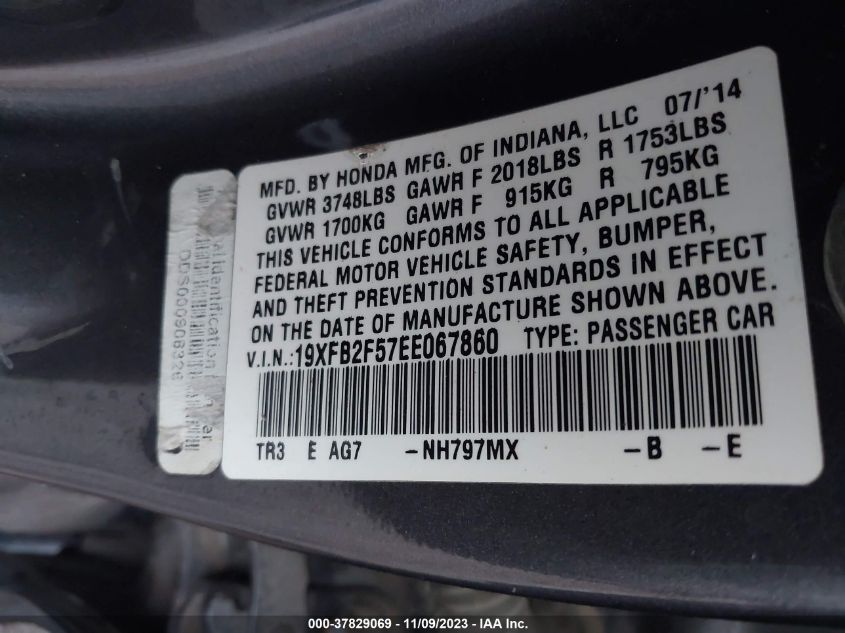 MFD. BY HONDA MFG. OF INDIANA, LLC 07/'14
GVWR 3748LBS GAWR F 2018LBS R 1753LBS
GVWR 1700KG GAWR F 915KG R 795KG
THIS VEHICLE CONFORMS TO ALL APPLICABLE
FEDERAL MOTOR VEHICLE SAFETY, BUMPER,
AND THEFT PREVENTION STANDARDS IN EFFECT
ON THE DATE OF MANUFACTURE SHOWN ABOVE.
V.I.N.:19XFB2F57EE067860 TYPE: PASSENGER CAR
TR3 E AG7 -NH797MX -B -E
000-37829069 - 11/09/2023 - IAA Inc.